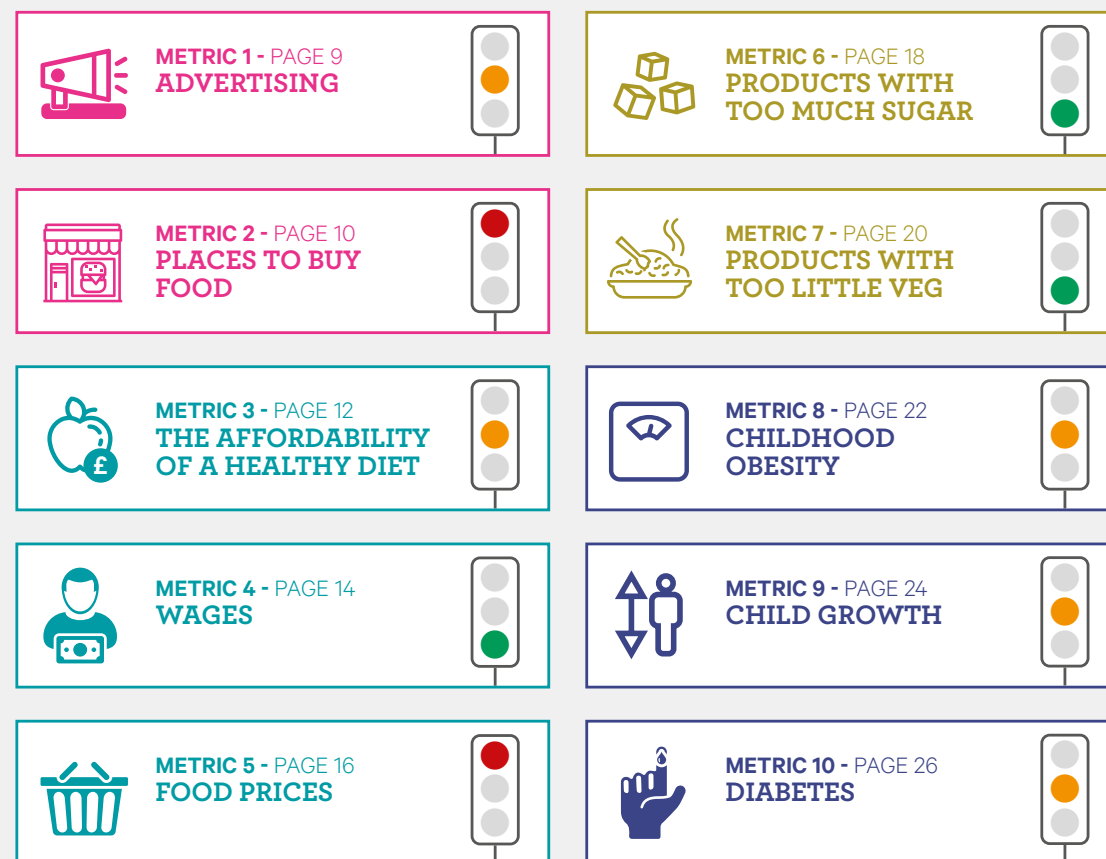 METRIC 1 - PAGE 9
ADVERTISING
METRIC 2 - PAGE 10
PLACES TO BUY
FOOD
METRIC 3 - PAGE 12
THE AFFORDABILITY
OF A HEALTHY DIET
£
METRIC 4 - PAGE 14
WAGES
METRIC 5 - PAGE 16
FOOD PRICES
METRIC 6 - PAGE 18
PRODUCTS WITH
TOO MUCH SUGAR
METRIC 7 - PAGE 20
PRODUCTS WITH
TOO LITTLE VEG
METRIC 8 - PAGE 22
CHILDHOOD
OBESITY
METRIC 9 - PAGE 24
CHILD GROWTH
METRIC 10 - PAGE 26
DIABETES